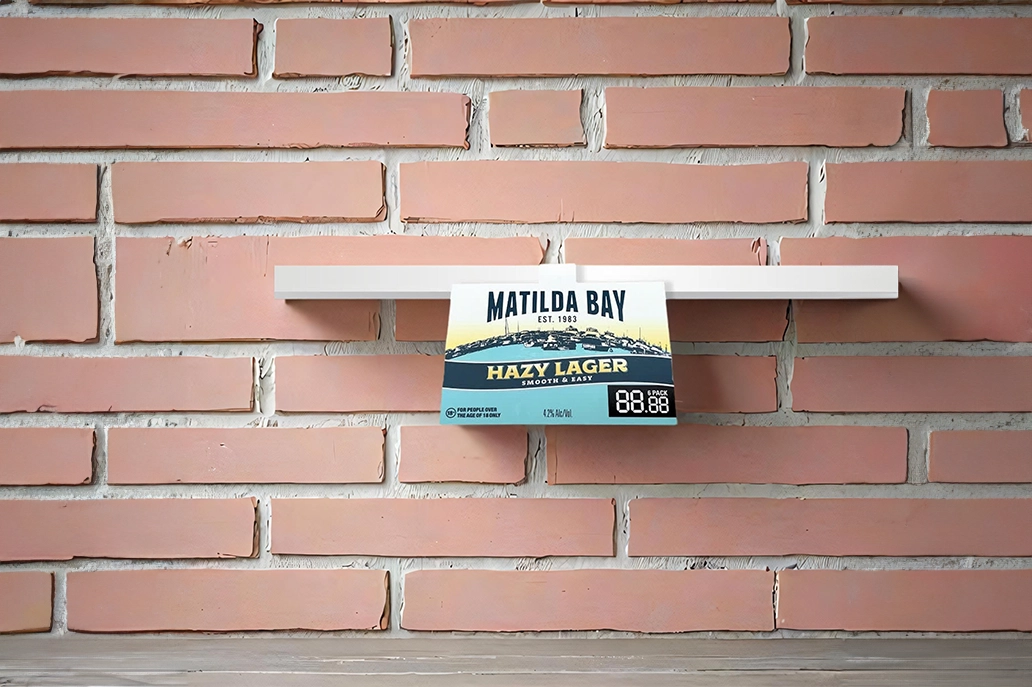 MATILDA BAY
EST. 1983
HAZY LAGER
SMOOTH & EASY
6 PACK
88.88
18+ FOR PEOPLE OVER
THE AGE OF 18 ONLY
4.2% Alc/Vol.